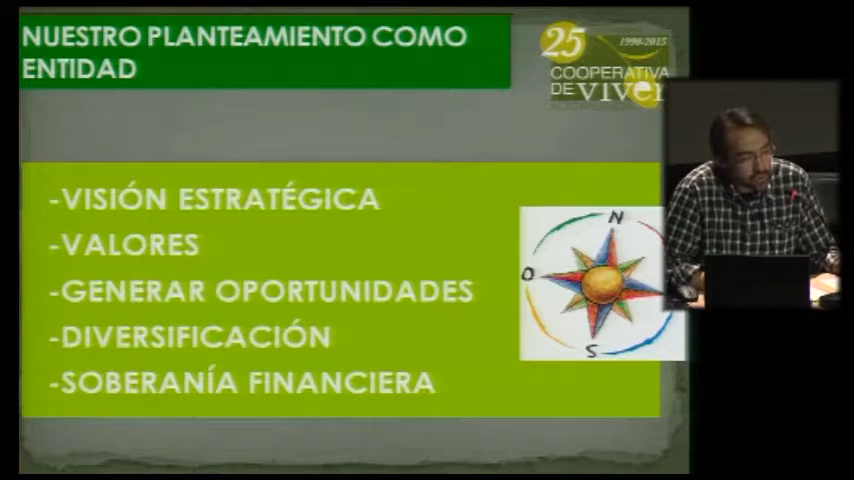 NUESTRO PLANTEAMIENTO COMO
ENTIDAD
25
1990-2015
COOPERATIVA
DE viver
-VISIÓN ESTRATÉGICA
-VALORES
-GENERAR OPORTUNIDADES
-DIVERSIFICACIÓN
-SOBERANÍA FINANCIERA
N
O
S